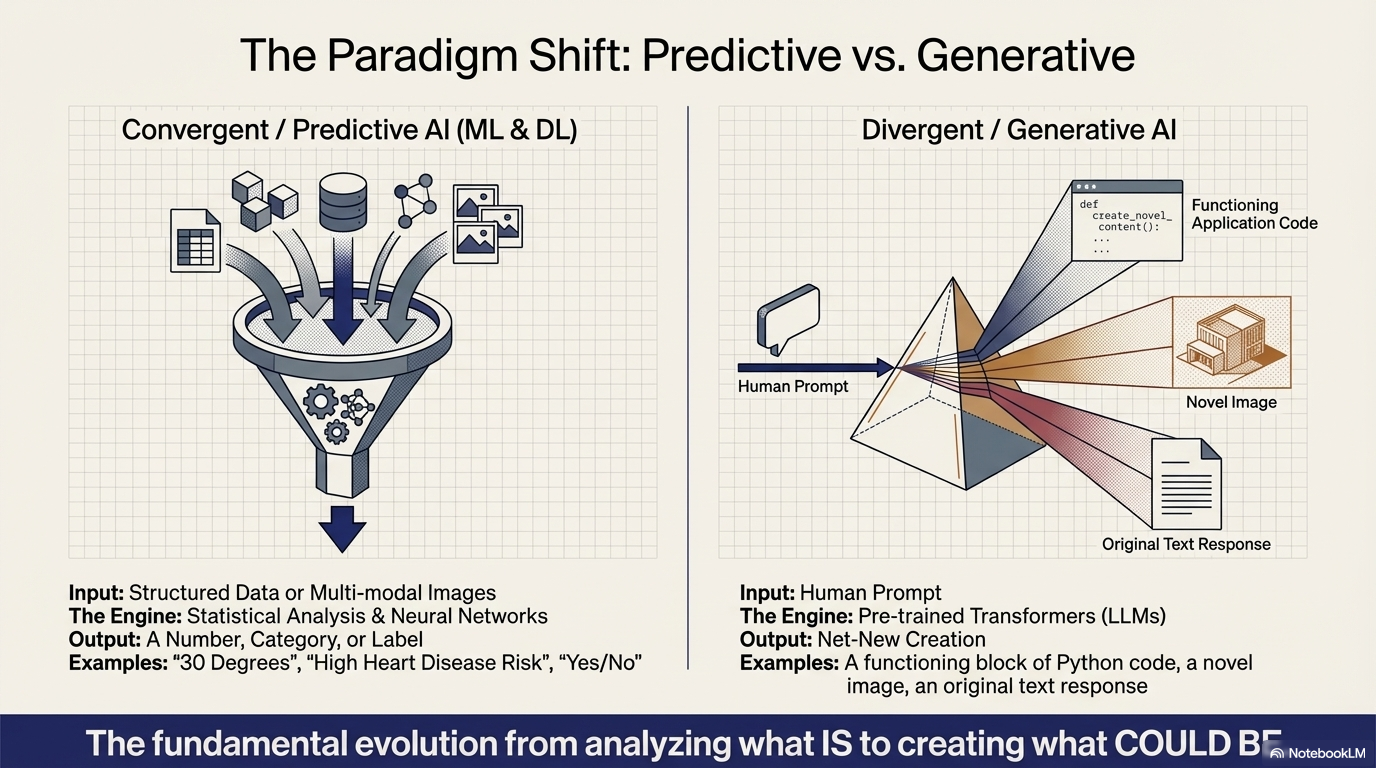 The Paradigm Shift: Predictive vs. Generative
Convergent / Predictive AI (ML & DL)
Input: Structured Data or Multi-modal Images
The Engine: Statistical Analysis & Neural Networks
Output: A Number, Category, or Label
Examples: “30 Degrees”, “High Heart Disease Risk”, “Yes/No”
Divergent / Generative AI
def
create_novel_
content():
...
...
Functioning
Application Code
Human Prompt
Novel Image
Original Text Response
Input: Human Prompt
The Engine: Pre-trained Transformers (LLMs)
Output: Net-New Creation
Examples: A functioning block of Python code, a novel
image, an original text response
The fundamental evolution from analyzing what IS to creating what COULD BE
NotebookLM